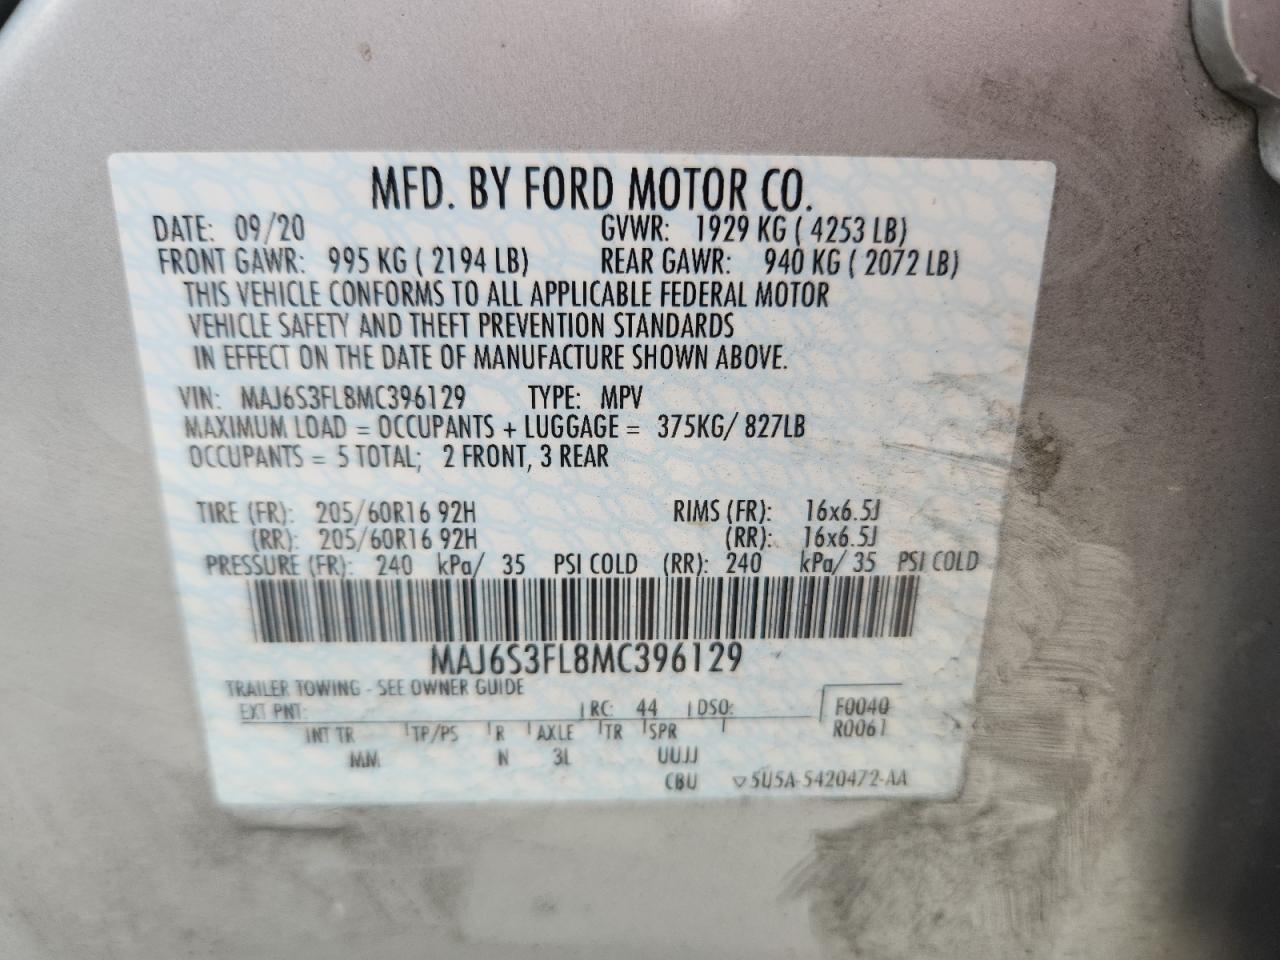 MFD. BY FORD MOTOR CO.
DATE: 09/20 GVWR: 1929 KG ( 4253 LB)
FRONT GAWR: 995 KG ( 2194 LB) REAR GAWR: 940 KG ( 2072 LB)
THIS VEHICLE CONFORMS TO ALL APPLICABLE FEDERAL MOTOR
VEHICLE SAFETY AND THEFT PREVENTION STANDARDS
IN EFFECT ON THE DATE OF MANUFACTURE SHOWN ABOVE.
VIN: MAJ6S3FL8MC396129 TYPE: MPV
MAXIMUM LOAD = OCCUPANTS + LUGGAGE = 375KG/ 827LB
OCCUPANTS = 5 TOTAL; 2 FRONT, 3 REAR
TIRE (FR): 205/60R16 92H RIMS (FR): 16x6.5J
(RR): 205/60R16 92H (RR): 16x6.5J
PRESSURE (FR): 240 kPa/ 35 PSI COLD (RR): 240 kPa/ 35 PSI COLD
MAJ6S3FL8MC396129
TRAILER TOWING - SEE OWNER GUIDE
EXT PNT: RC: 44 DSO: F0040
INT TR TP/PS R AXLE TR SPR R0061
MM N 3L UUJJ
CBU ▽5U5A-5420472-AA